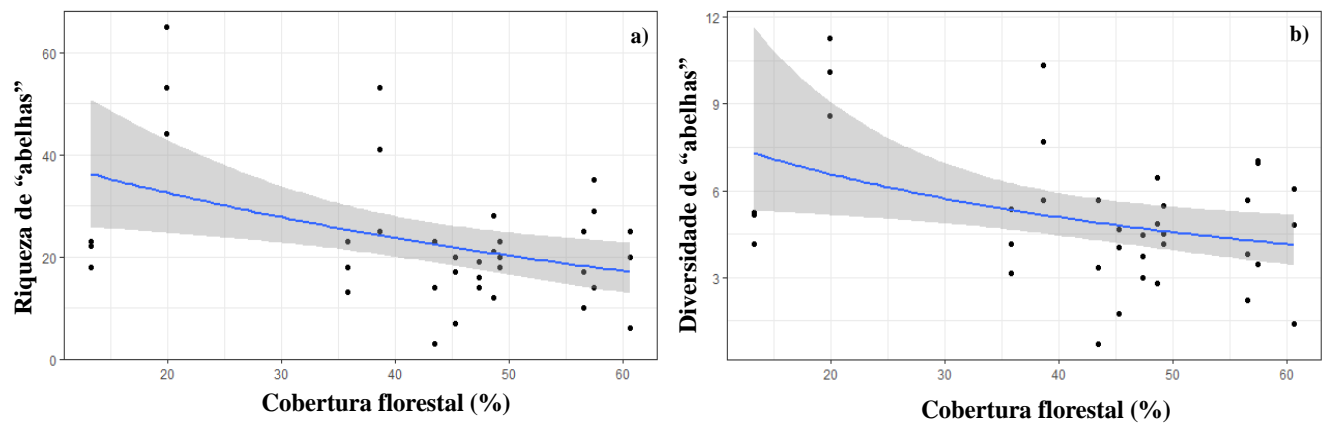 a)
Riqueza de “abelhas”
60
40
20
0
20 30 40 50 60
Cobertura florestal (%)
b)
Diversidade de “abelhas”
12
9
6
3
20 30 40 50 60
Cobertura florestal (%)